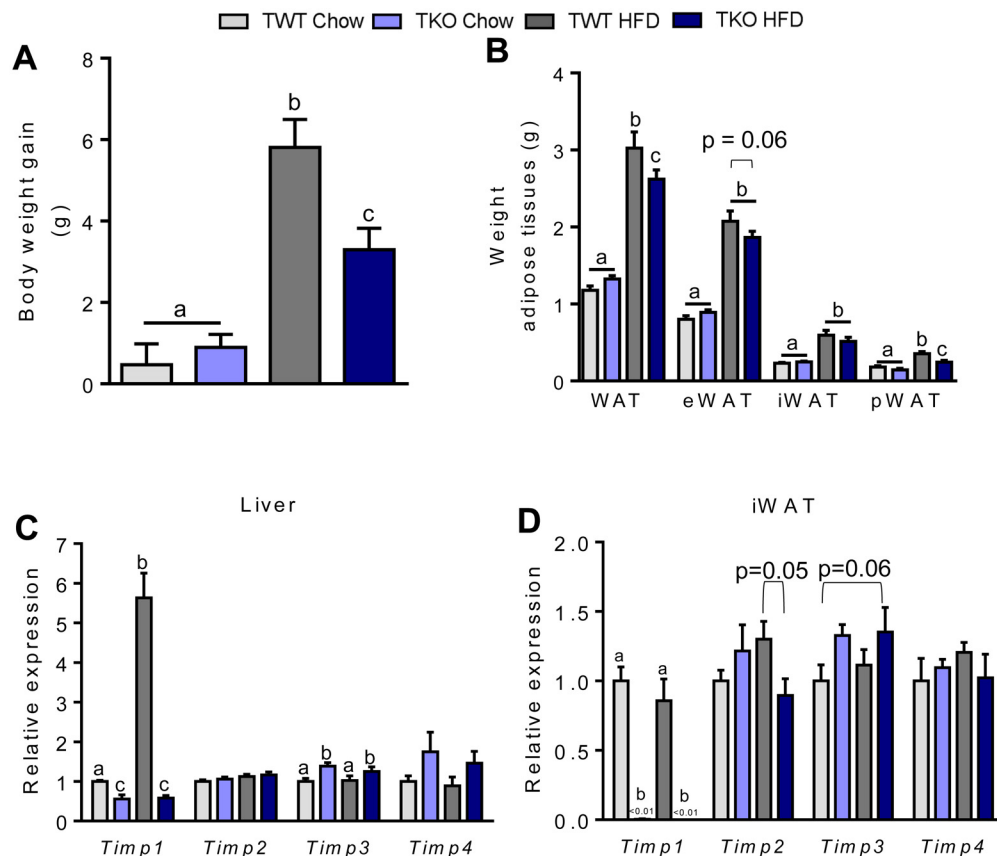 TWT Chow TKO Chow TWT HFD TKO HFD
A
Body weight gain
(g)
8
6
4
2
0
a
b
c
B
Weight
adipose tissues (g)
4
3
2
1
0
a
b
c
a
p = 0.06
b
a
b
a
b
c
WAT eWAT iWAT pWAT
C
Liver
Relative expression
7
6
5
4
3
2
1
0
a
c
b
c
a
b
a
b
Timp1 Timp2 Timp3 Timp4
D
iWAT
Relative expression
2.0
1.5
1.0
0.5
0.0
a
b
<0.01
a
b
<0.01
p=0.05
p=0.06
Timp1 Timp2 Timp3 Timp4